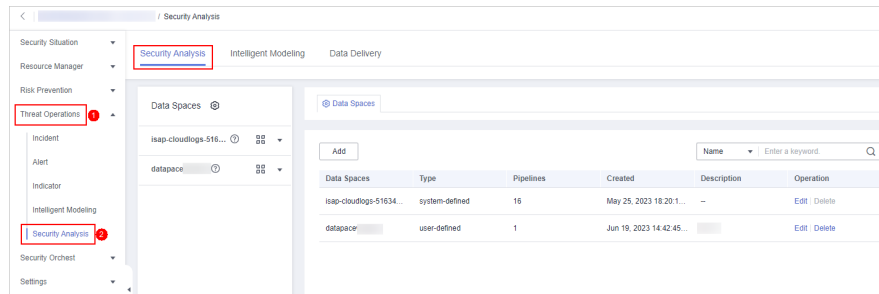 / Security Analysis
Security Situation
Resource Manager
Risk Prevention
Threat Operations 1
Incident
Alert
Indicator
Intelligent Modeling
Security Analysis 2
Security Orchest
Settings
Security Analysis Intelligent Modeling Data Delivery
Data Spaces
isap-cloudlogs-516...
datapace
Data Spaces
Add Name Enter a keyword.
Data Spaces Type Pipelines Created Description Operation
isap-cloudlogs-51634... system-defined 16 May 25, 2023 18:20:1... -- Edit Delete
datapace user-defined 1 Jun 19, 2023 14:42:45... Edit Delete